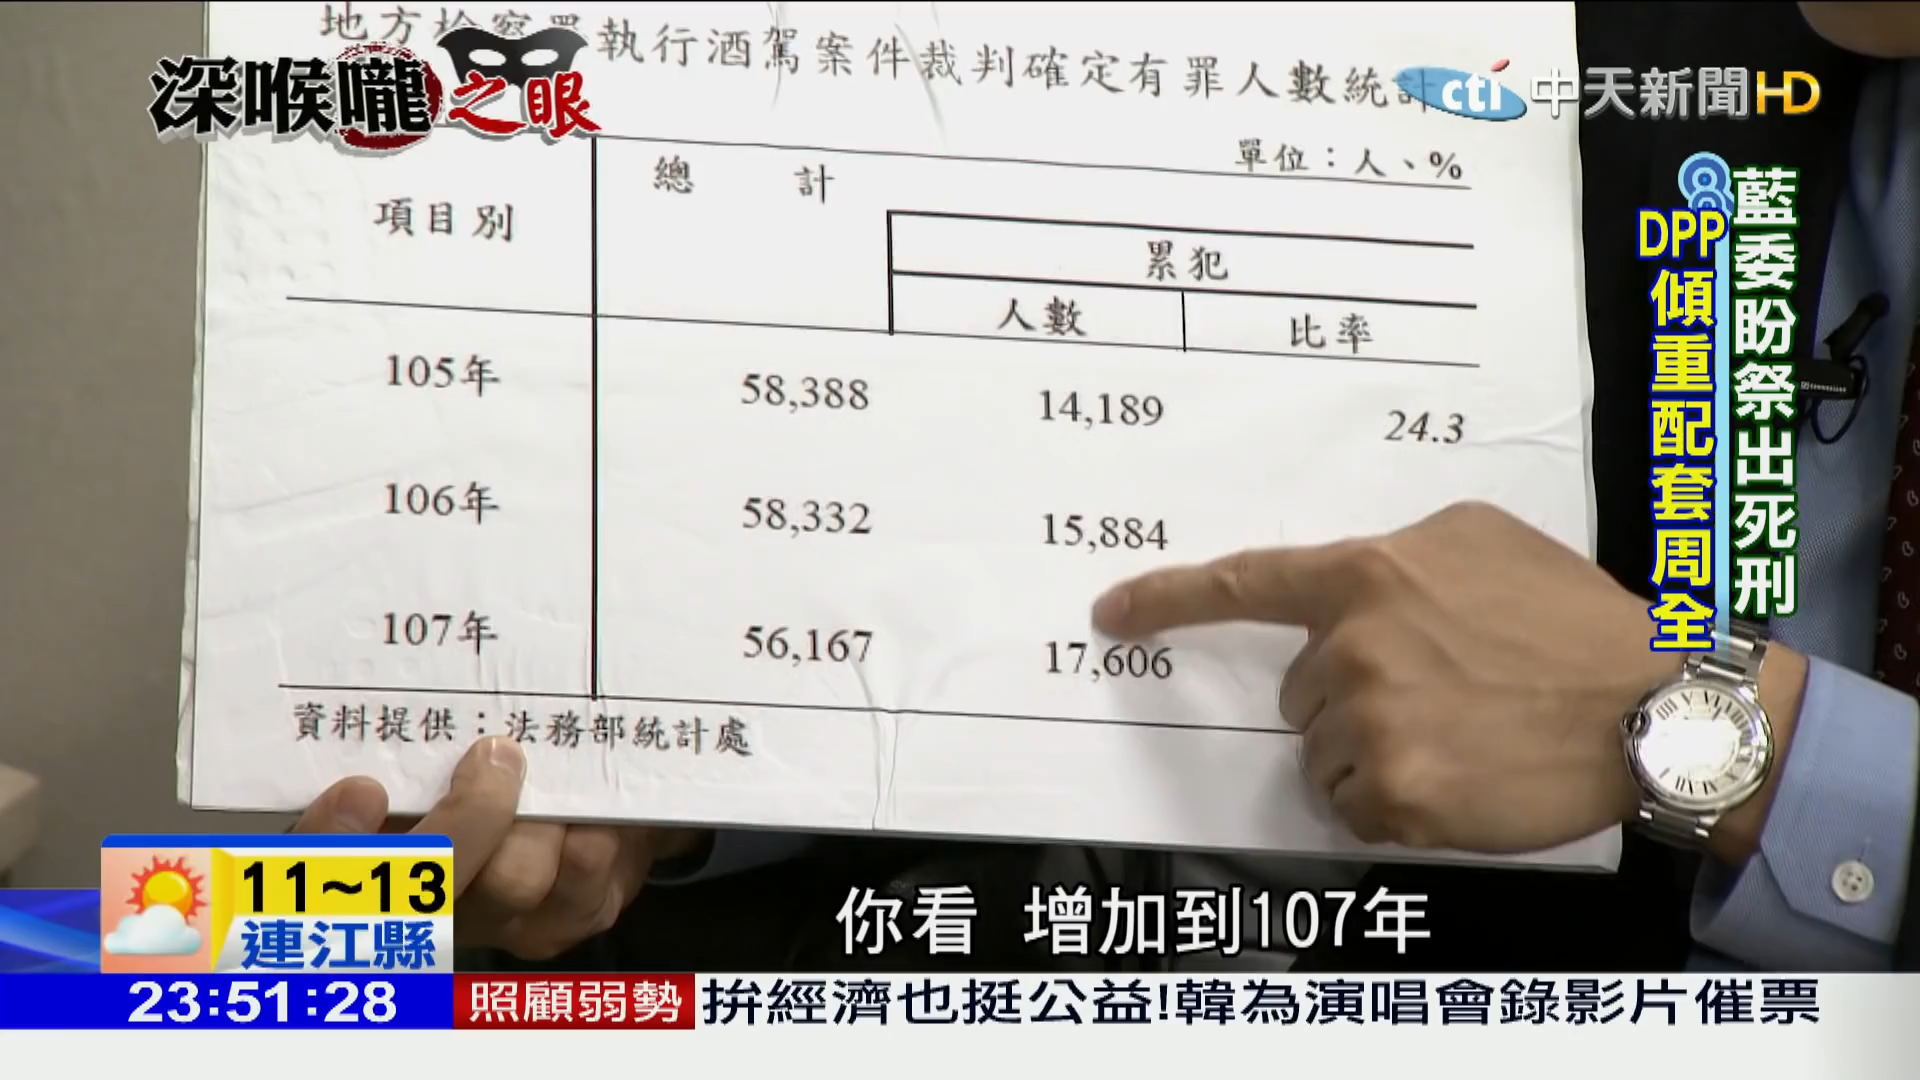 地方檢察署執行酒駕案件裁判確定有罪人數統計
深喉嚨之眼
cti 中天新聞HD
單位：人、%
項目別
總計
累犯
人數
比率
105年 58,388 14,189 24.3
106年 58,332 15,884
107年 56,167 17,606
資料提供：法務部統計處
藍委盼祭出死刑
DPP傾重配套周全
你看 增加到107年
11~13
連江縣
23:51:28
照顧弱勢
拚經濟也挺公益!韓為演唱會錄影片催票